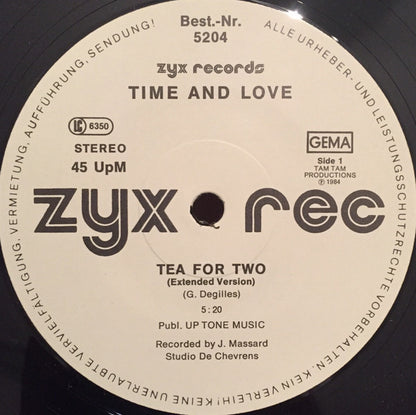 Best.-Nr.
5204
zyx records
TIME AND LOVE
LC 6350
STEREO
45 UpM
GEMA
Side 1
TAM TAM
PRODUCTIONS
Ⓟ 1984
zyx rec
TEA FOR TWO
(Extended Version)
(G. Degilles)
5:20
Publ. UP TONE MUSIC
Recorded by J. Massard
Studio De Chevrens
ALLE URHEBER- UND LEISTUNGSSCHUTZRECHTE VORBEHALTEN. KEIN VERLEIH! KEINE UNERLAUBTE VERVIELFÄLTIGUNG, VERMIETUNG, AUFFÜHRUNG, SENDUNG!